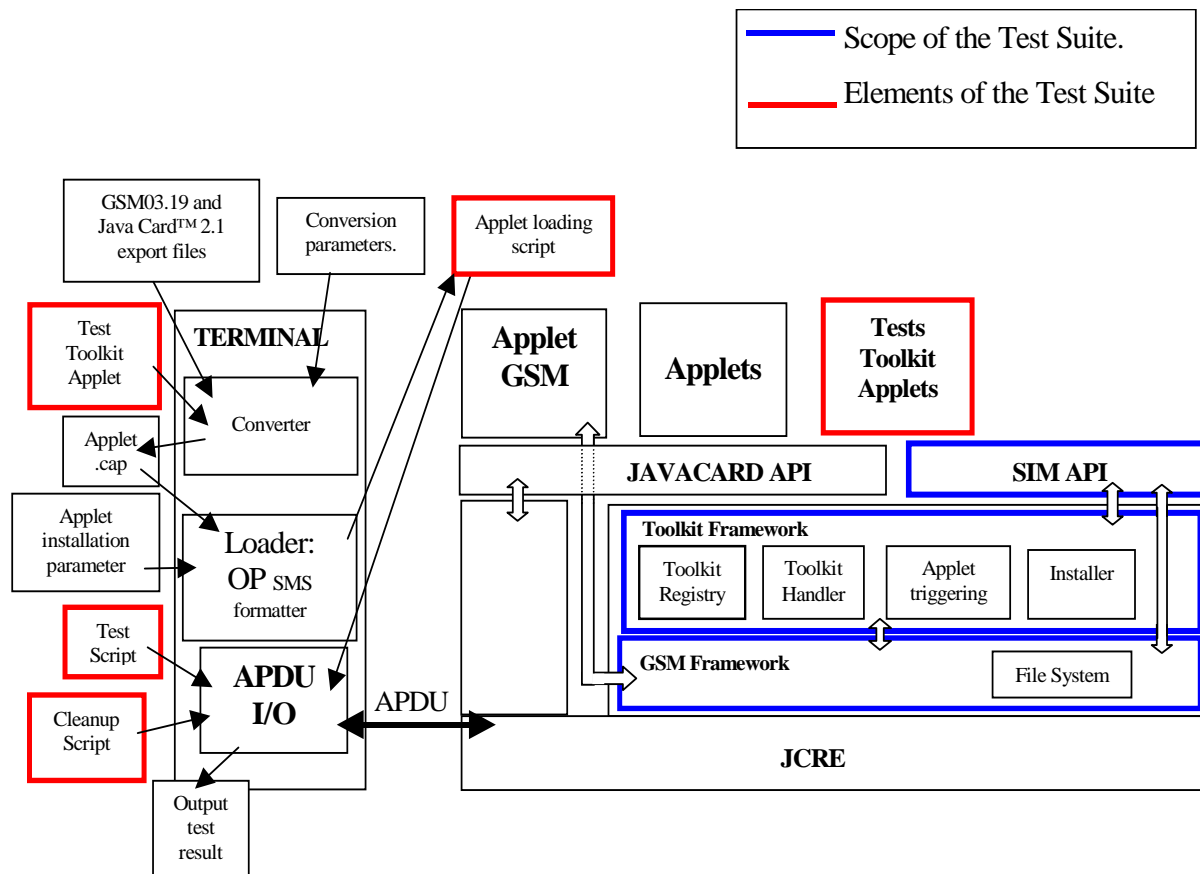 Scope of the Test Suite.
Elements of the Test Suite
GSM03.19 and
Java Card™ 2.1
export files
Conversion
parameters.
Applet loading
script
Test
Toolkit
Applet
TERMINAL
Converter
Applet
.cap
Applet
installation
parameter
Loader:
OP SMS
formatter
Test
Script
Cleanup
Script
APDU
I/O
Output
test
result
APDU
Applet
GSM
Applets
Tests
Toolkit
Applets
JAVACARD API
SIM API
Toolkit Framework
Toolkit
Registry
Toolkit
Handler
Applet
triggering
Installer
GSM Framework
File System
JCRE